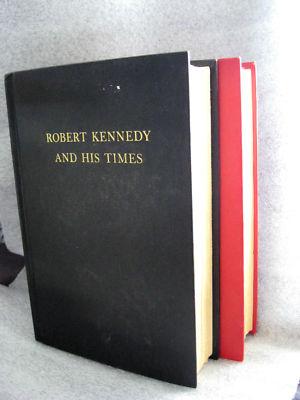 ROBERT KENNEDY
AND HIS TIMES